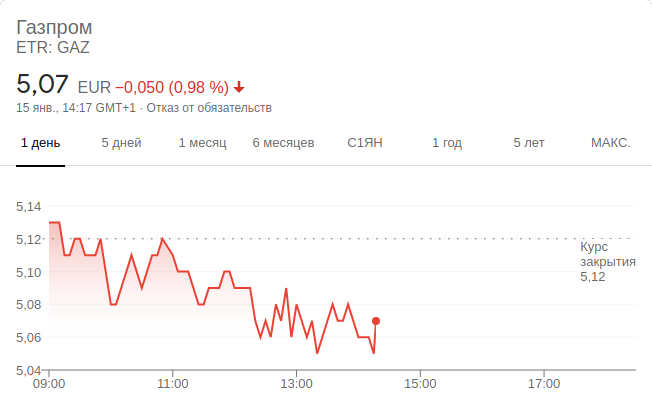 Газпром
ETR: GAZ
5,07 EUR −0,050 (0,98 %)
15 янв., 14:17 GMT+1 · Отказ от обязательств
1 день 5 дней 1 месяц 6 месяцев С1ЯН 1 год 5 лет МАКС.
5,14
5,12
Курс
закрытия
5,12
5,10
5,08
5,06
5,04
09:00 11:00 13:00 15:00 17:00